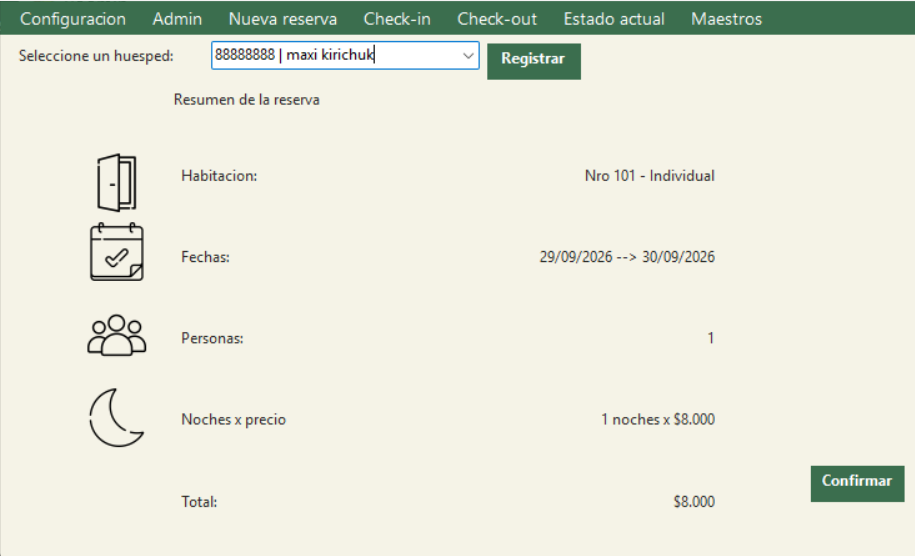 Configuracion Admin Nueva reserva Check-in Check-out Estado actual Maestros
Seleccione un huesped: 88888888 | maxi kirichuk Registrar
Resumen de la reserva
Habitacion: Nro 101 - Individual
Fechas: 29/09/2026 --> 30/09/2026
Personas: 1
Noches x precio 1 noches x $8.000
Confirmar
Total: $8.000